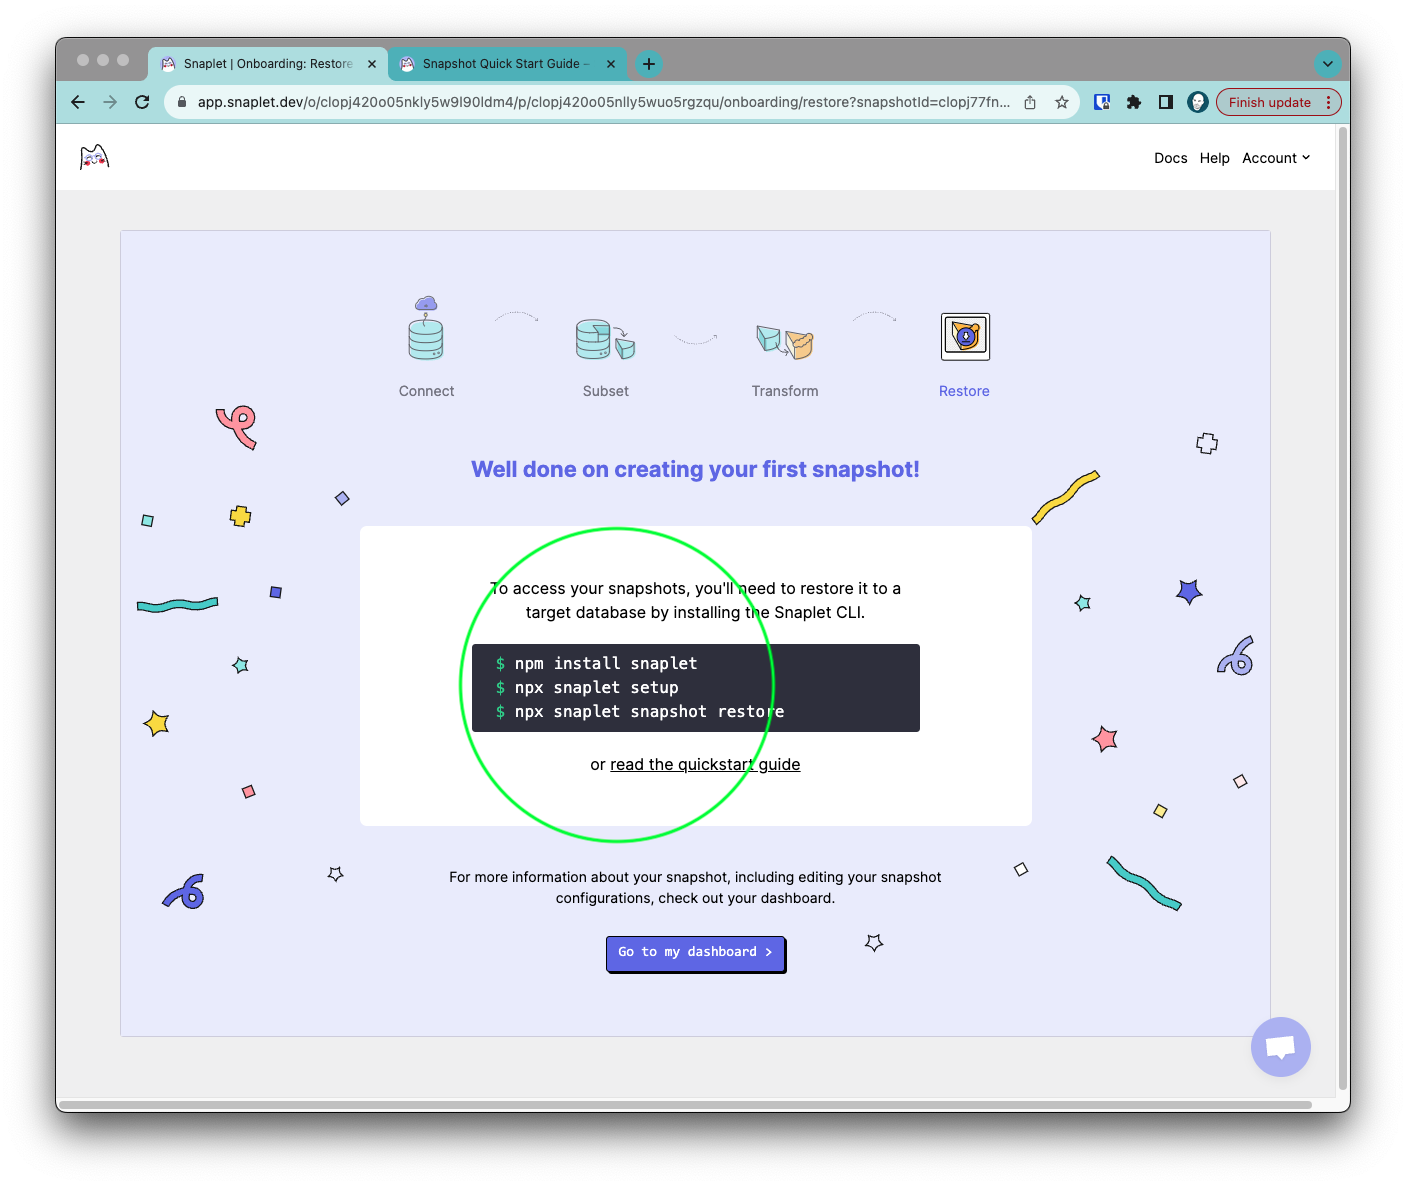 Snaplet | Onboarding: Restore
Snapshot Quick Start Guide –
app.snaplet.dev/o/clopj420o05nkly5w9l90ldm4/p/clopj420o05nlly5wuo5rgzqu/onboarding/restore?snapshotId=clopj77fn...
Finish update
Docs Help Account
Connect
Subset
Transform
Restore
Well done on creating your first snapshot!
To access your snapshots, you'll need to restore it to a
target database by installing the Snaplet CLI.
$ npm install snaplet
$ npx snaplet setup
$ npx snaplet snapshot restore
or read the quickstart guide
For more information about your snapshot, including editing your snapshot
configurations, check out your dashboard.
Go to my dashboard >